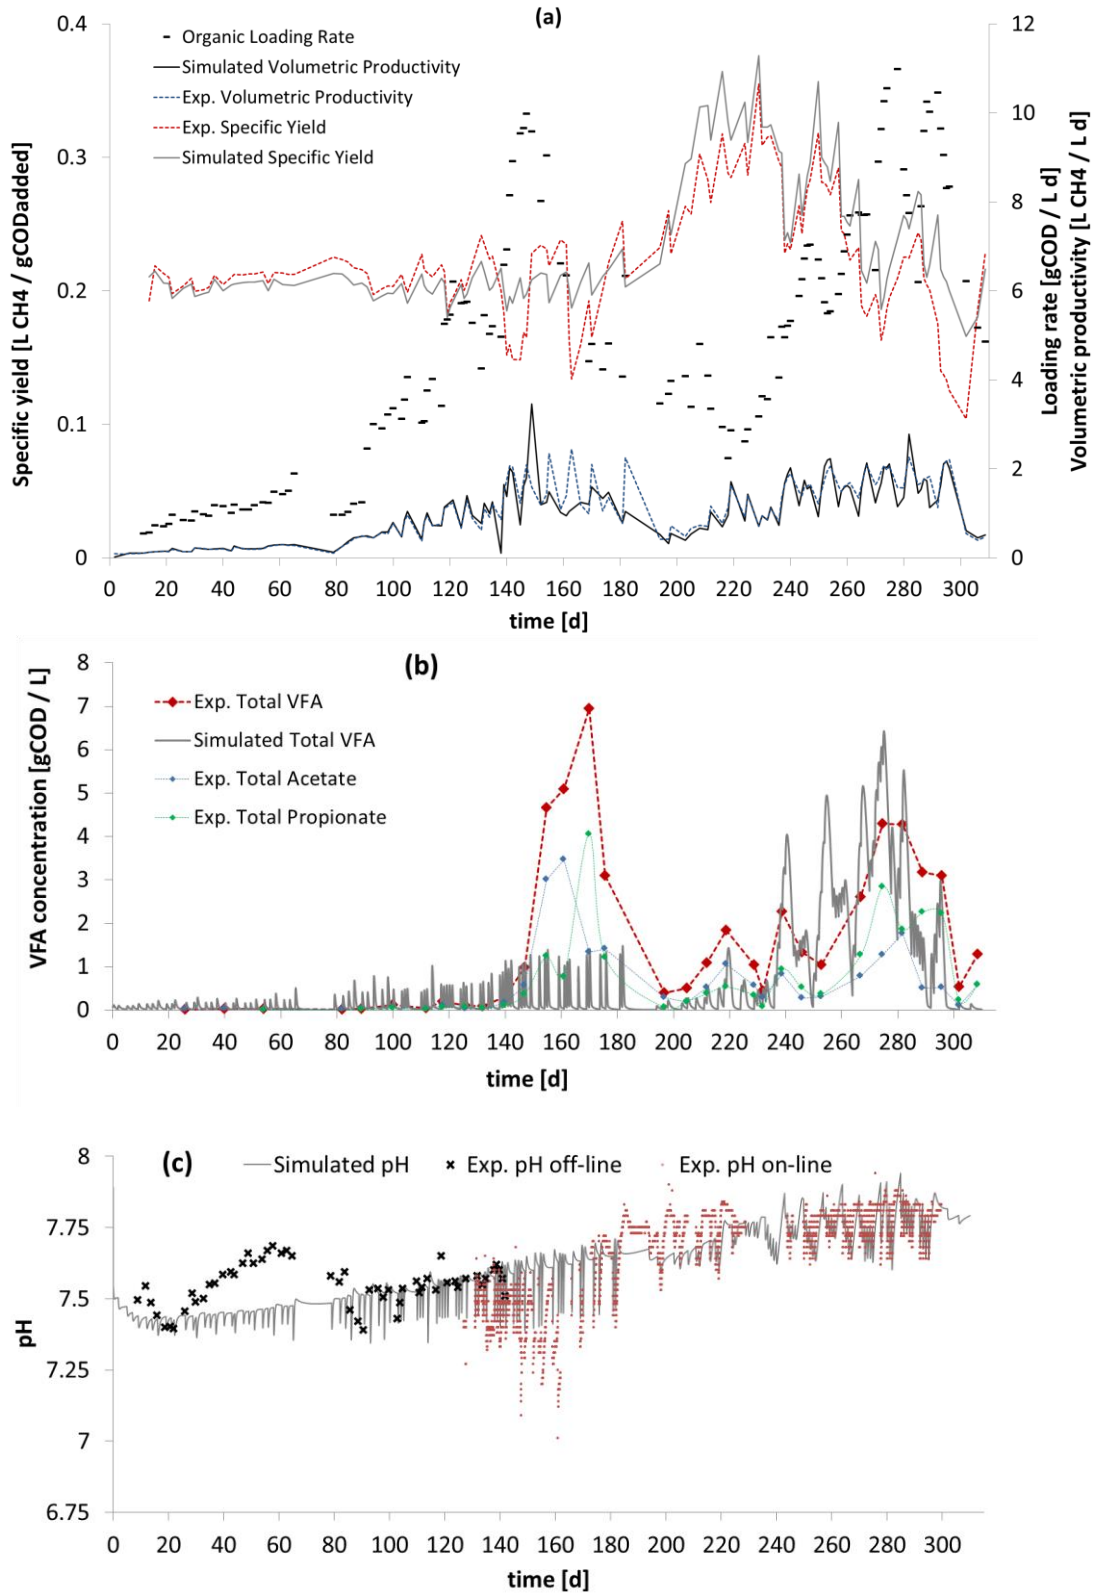 (a)
0.4
0.3
0.2
0.1
0
Specific yield [L CH4 / gCODadded]
Organic Loading Rate
Simulated Volumetric Productivity
Exp. Volumetric Productivity
Exp. Specific Yield
Simulated Specific Yield
12
10
8
6
4
2
0
Loading rate [gCOD / L d]
Volumetric productivity [L CH4 / L d]
0 20 40 60 80 100 120 140 160 180 200 220 240 260 280 300
time [d]
(b)
8
7
6
5
4
3
2
1
0
VFA concentration [gCOD / L]
Exp. Total VFA
Simulated Total VFA
Exp. Total Acetate
Exp. Total Propionate
0 20 40 60 80 100 120 140 160 180 200 220 240 260 280 300
time [d]
(c)
Simulated pH
Exp. pH off-line
Exp. pH on-line
8
7.75
7.5
7.25
7
6.75
pH
0 20 40 60 80 100 120 140 160 180 200 220 240 260 280 300
time [d]